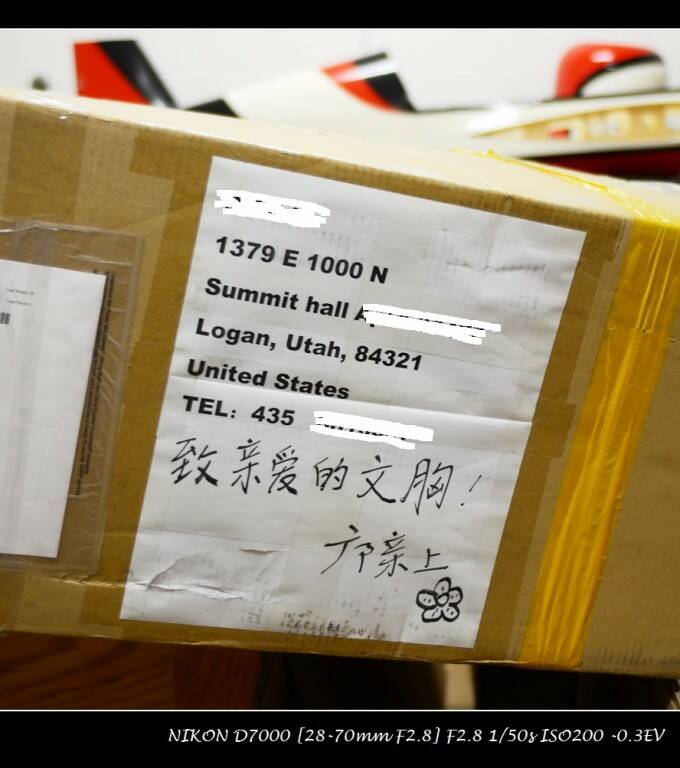 1379 E 1000 N
Summit hall
Logan, Utah, 84321
United States
TEL： 435
致亲爱的文胸！
邝亲上
NIKON D7000 [28-70mm F2.8] F2.8 1/50s ISO200 -0.3EV